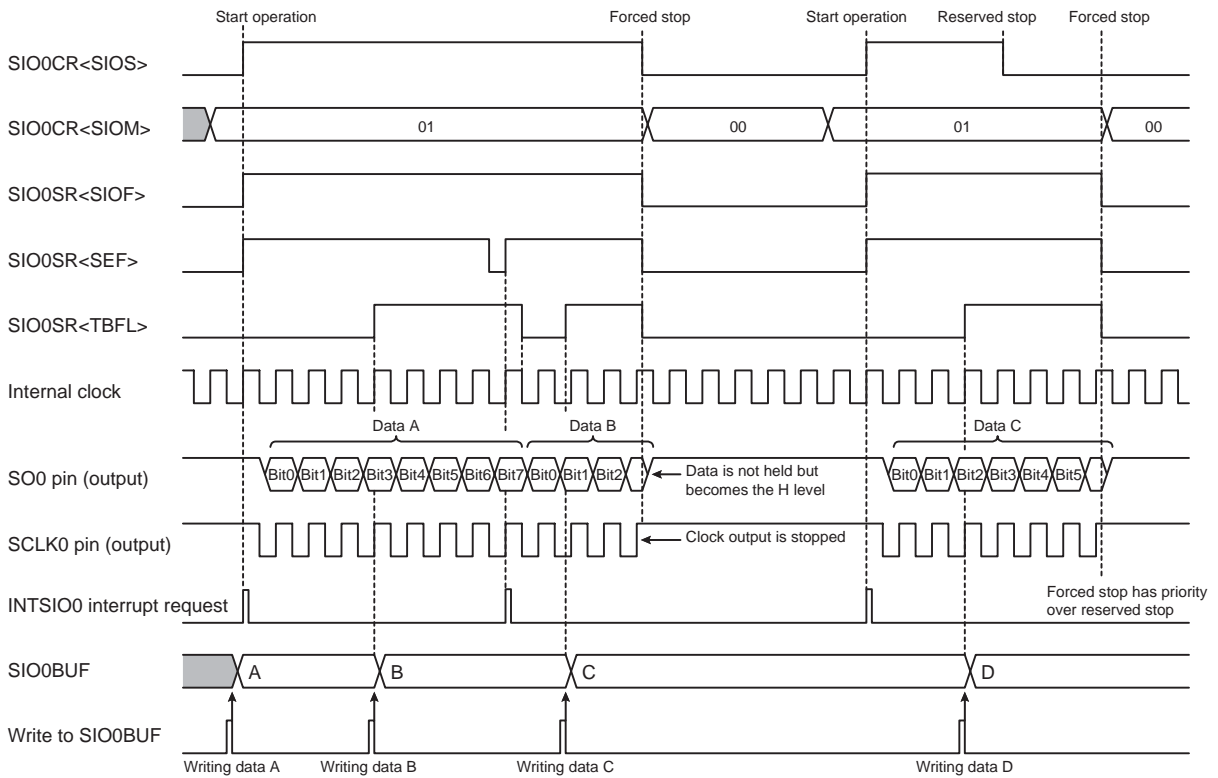 Start operation Forced stop Start operation Reserved stop Forced stop
SIO0CR<SIOS>
SIO0CR<SIOM> 01 00 01 00
SIO0SR<SIOF>
SIO0SR<SEF>
SIO0SR<TBFL>
Internal clock
Data A Data B Data C
SO0 pin (output) Bit0 Bit1 Bit2 Bit3 Bit4 Bit5 Bit6 Bit7 Bit0 Bit1 Bit2 Data is not held but Bit0 Bit1 Bit2 Bit3 Bit4 Bit5
becomes the H level
SCLK0 pin (output) Clock output is stopped
INTSIO0 interrupt request Forced stop has priority
over reserved stop
SIO0BUF A B C D
Write to SIO0BUF
Writing data A Writing data B Writing data C Writing data D